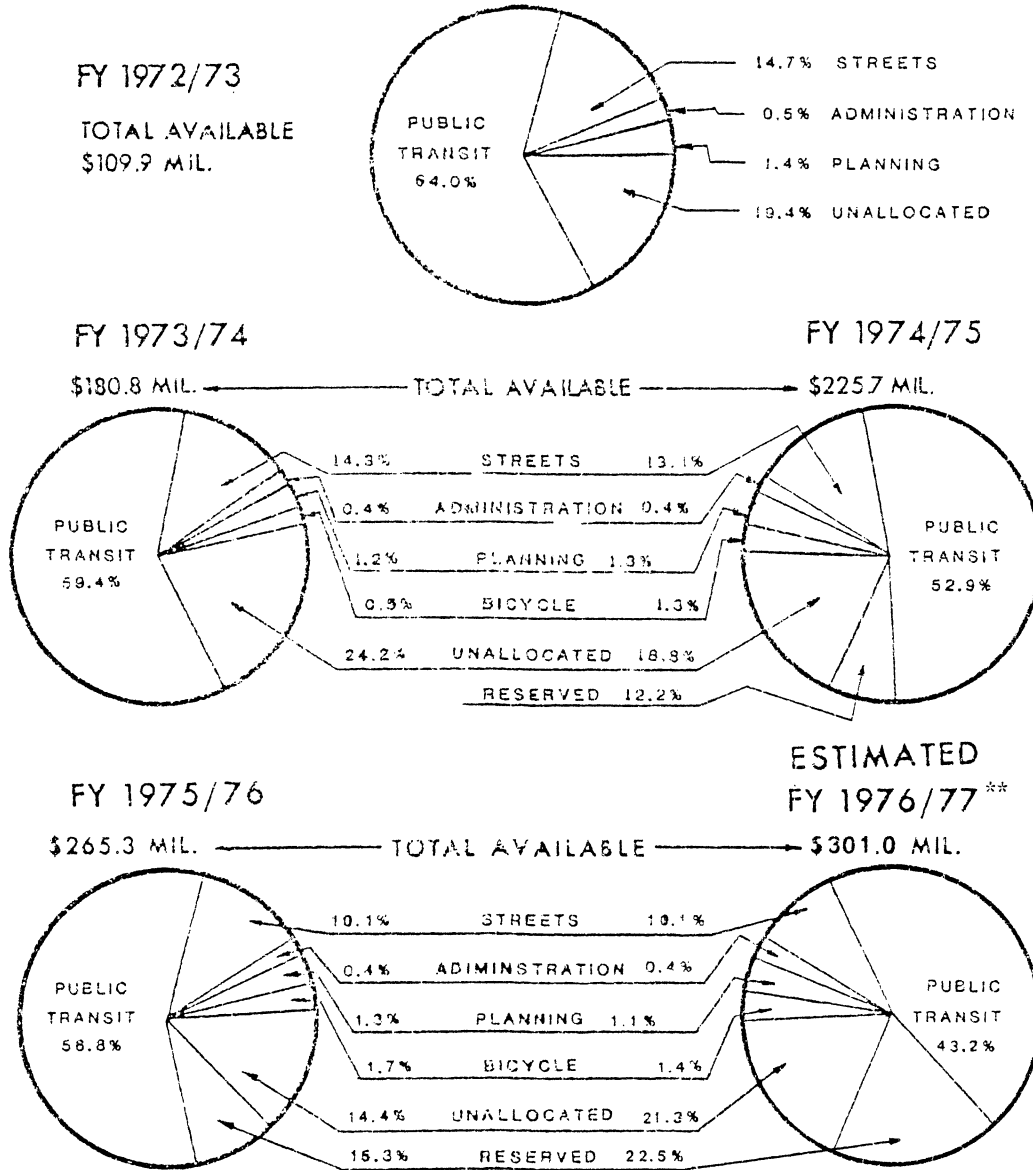 FY 1972/73
TOTAL AVAILABLE
$109.9 MIL.
PUBLIC
TRANSIT
64.0%
14.7% STREETS
0.5% ADMINISTRATION
1.4% PLANNING
19.4% UNALLOCATED
FY 1973/74
FY 1974/75
$180.8 MIL. TOTAL AVAILABLE $225.7 MIL.
PUBLIC
TRANSIT
59.4%
14.3% STREETS 13.1%
0.4% ADMINISTRATION 0.4%
1.2% PLANNING 1.3%
0.5% BICYCLE 1.3%
24.2% UNALLOCATED 18.8%
RESERVED 12.2%
PUBLIC
TRANSIT
52.9%
FY 1975/76
ESTIMATED
FY 1976/77**
$265.3 MIL. TOTAL AVAILABLE $301.0 MIL.
PUBLIC
TRANSIT
56.8%
10.1% STREETS 10.1%
0.4% ADIMINSTRATION 0.4%
1.3% PLANNING 1.1%
1.7% BICYCLE 1.4%
14.4% UNALLOCATED 21.3%
15.3% RESERVED 22.5%
PUBLIC
TRANSIT
43.2%